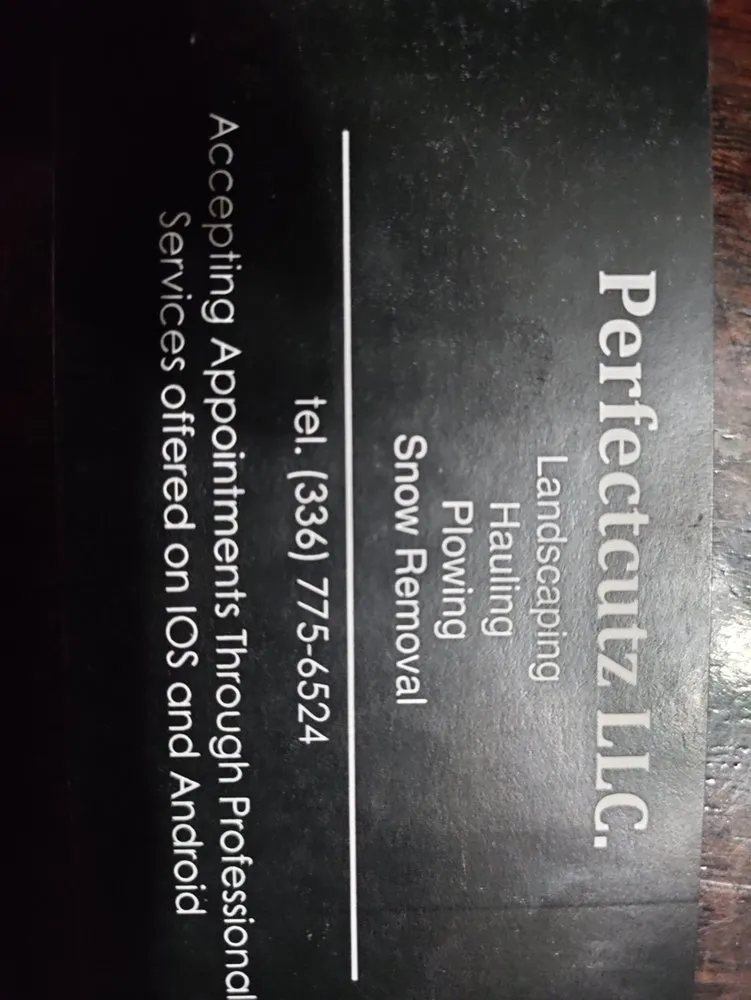 Perfectcutz LLC.
Landscaping
Hauling
Plowing
Snow Removal
tel. (336) 775-6524
Accepting Appointments Through Professional
Services offered on IOS and Android